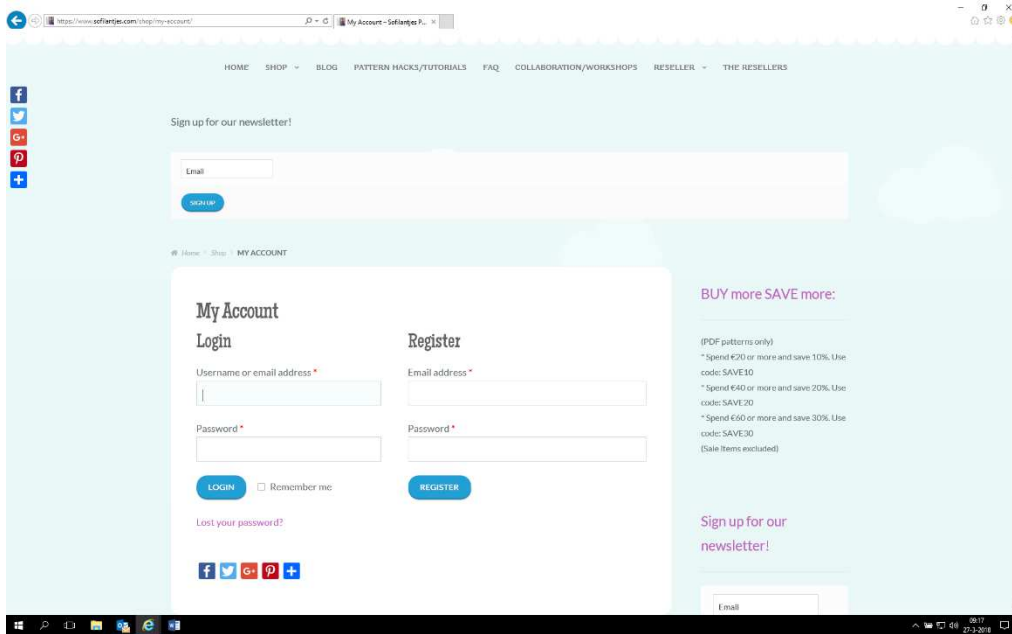 https://www.sofilantjes.com/shop/my-account/
My Account – Sofilantjes P...
HOME SHOP BLOG PATTERN HACKS/TUTORIALS FAQ COLLABORATION/WORKSHOPS RESELLER THE RESELLERS
Sign up for our newsletter!
Email
SIGN UP
Home Shop MY ACCOUNT
My Account
Login
Username or email address *
Password *
LOGIN Remember me
Lost your password?
Register
Email address *
Password *
REGISTER
BUY more SAVE more:
(PDF patterns only)
* Spend €20 or more and save 10%. Use
code: SAVE10
* Spend €40 or more and save 20%. Use
code: SAVE20
* Spend €60 or more and save 30%. Use
code: SAVE30
(Sale items excluded)
Sign up for our
newsletter!
Email
09:17
27-3-2018